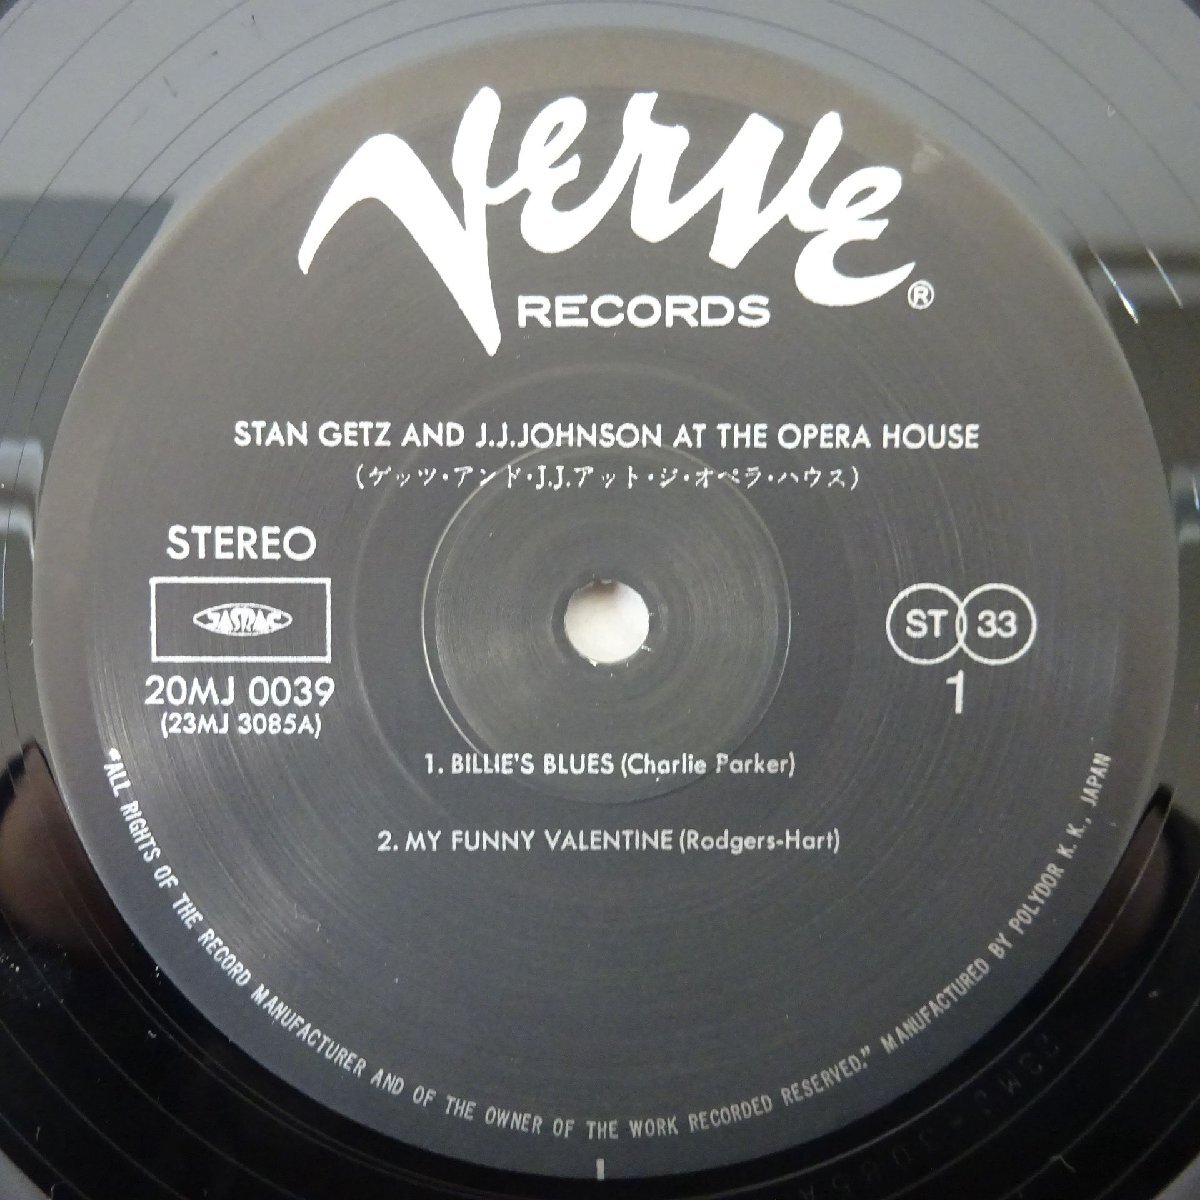 Verve
RECORDS ®
STAN GETZ AND J.J.JOHNSON AT THE OPERA HOUSE
(ゲッツ・アンド・J.J.アット・ジ・オペラ・ハウス)
STEREO
JASRAC
20MJ 0039
(23MJ 3085A)
ST 33
1
1. BILLIE'S BLUES (Charlie Parker)
2. MY FUNNY VALENTINE (Rodgers-Hart)
"ALL RIGHTS OF THE RECORD MANUFACTURER AND OF THE OWNER OF THE WORK RECORDED RESERVED." MANUFACTURED BY POLYDOR K. K., JAPAN